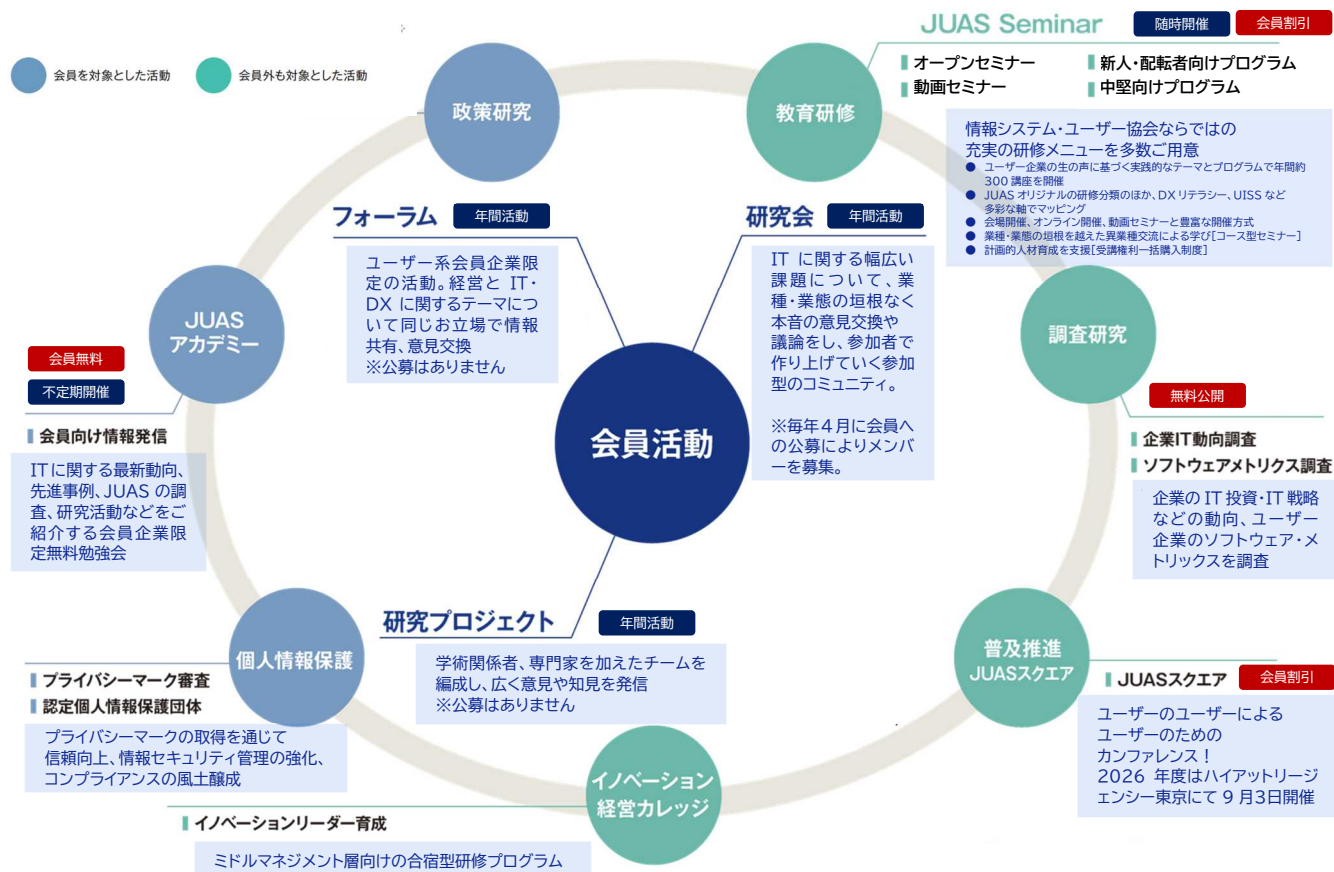 JUAS Seminar
随時開催
会員割引
会員を対象とした活動
会員外も対象とした活動
オープンセミナー
新人・配転者向けプログラム
動画セミナー
中堅向けプログラム
政策研究
教育研修
情報システム・ユーザー協会ならではの
充実の研修メニューを多数ご用意
● ユーザー企業の生の声に基づく実践的なテーマとプログラムで年間約
300 講座を開催
● JUAS オリジナルの研修分類のほか、DX リテラシー、UISS など
多彩な軸でマッピング
● 会場開催、オンライン開催、動画セミナーと豊富な開催方式
● 業種・業態の垣根を越えた異業種交流による学び[コース型セミナー]
● 計画的人材育成を支援[受講権利一括購入制度]
フォーラム
年間活動
ユーザー系会員企業限
定の活動。経営と IT・
DX に関するテーマにつ
いて同じお立場で情報
共有、意見交換
※公募はありません
研究会
年間活動
IT に関する幅広い
課題について、業
種・業態の垣根なく
本音の意見交換や
議論をし、参加者で
作り上げていく参加
型のコミュニティ。
※毎年4月に会員へ
の公募によりメンバ
ーを募集。
JUAS
アカデミー
会員無料
不定期開催
会員向け情報発信
ITに関する最新動向、
先進事例、JUAS の調
査、研究活動などをご
紹介する会員企業限
定無料勉強会
調査研究
無料公開
企業IT動向調査
ソフトウェアメトリクス調査
企業の IT 投資・IT 戦略
などの動向、ユーザー
企業のソフトウェア・メ
トリックスを調査
会員活動
研究プロジェクト
年間活動
学術関係者、専門家を加えたチームを
編成し、広く意見や知見を発信
※公募はありません
個人情報保護
プライバシーマーク審査
認定個人情報保護団体
プライバシーマークの取得を通じて
信頼向上、情報セキュリティ管理の強化、
コンプライアンスの風土醸成
普及推進
JUASスクエア
JUASスクエア
会員割引
ユーザーのユーザーによる
ユーザーのための
カンファレンス！
2026 年度はハイアットリージ
ェンシー東京にて 9 月3日開催
イノベーション
経営カレッジ
イノベーションリーダー育成
ミドルマネジメント層向けの合宿型研修プログラム